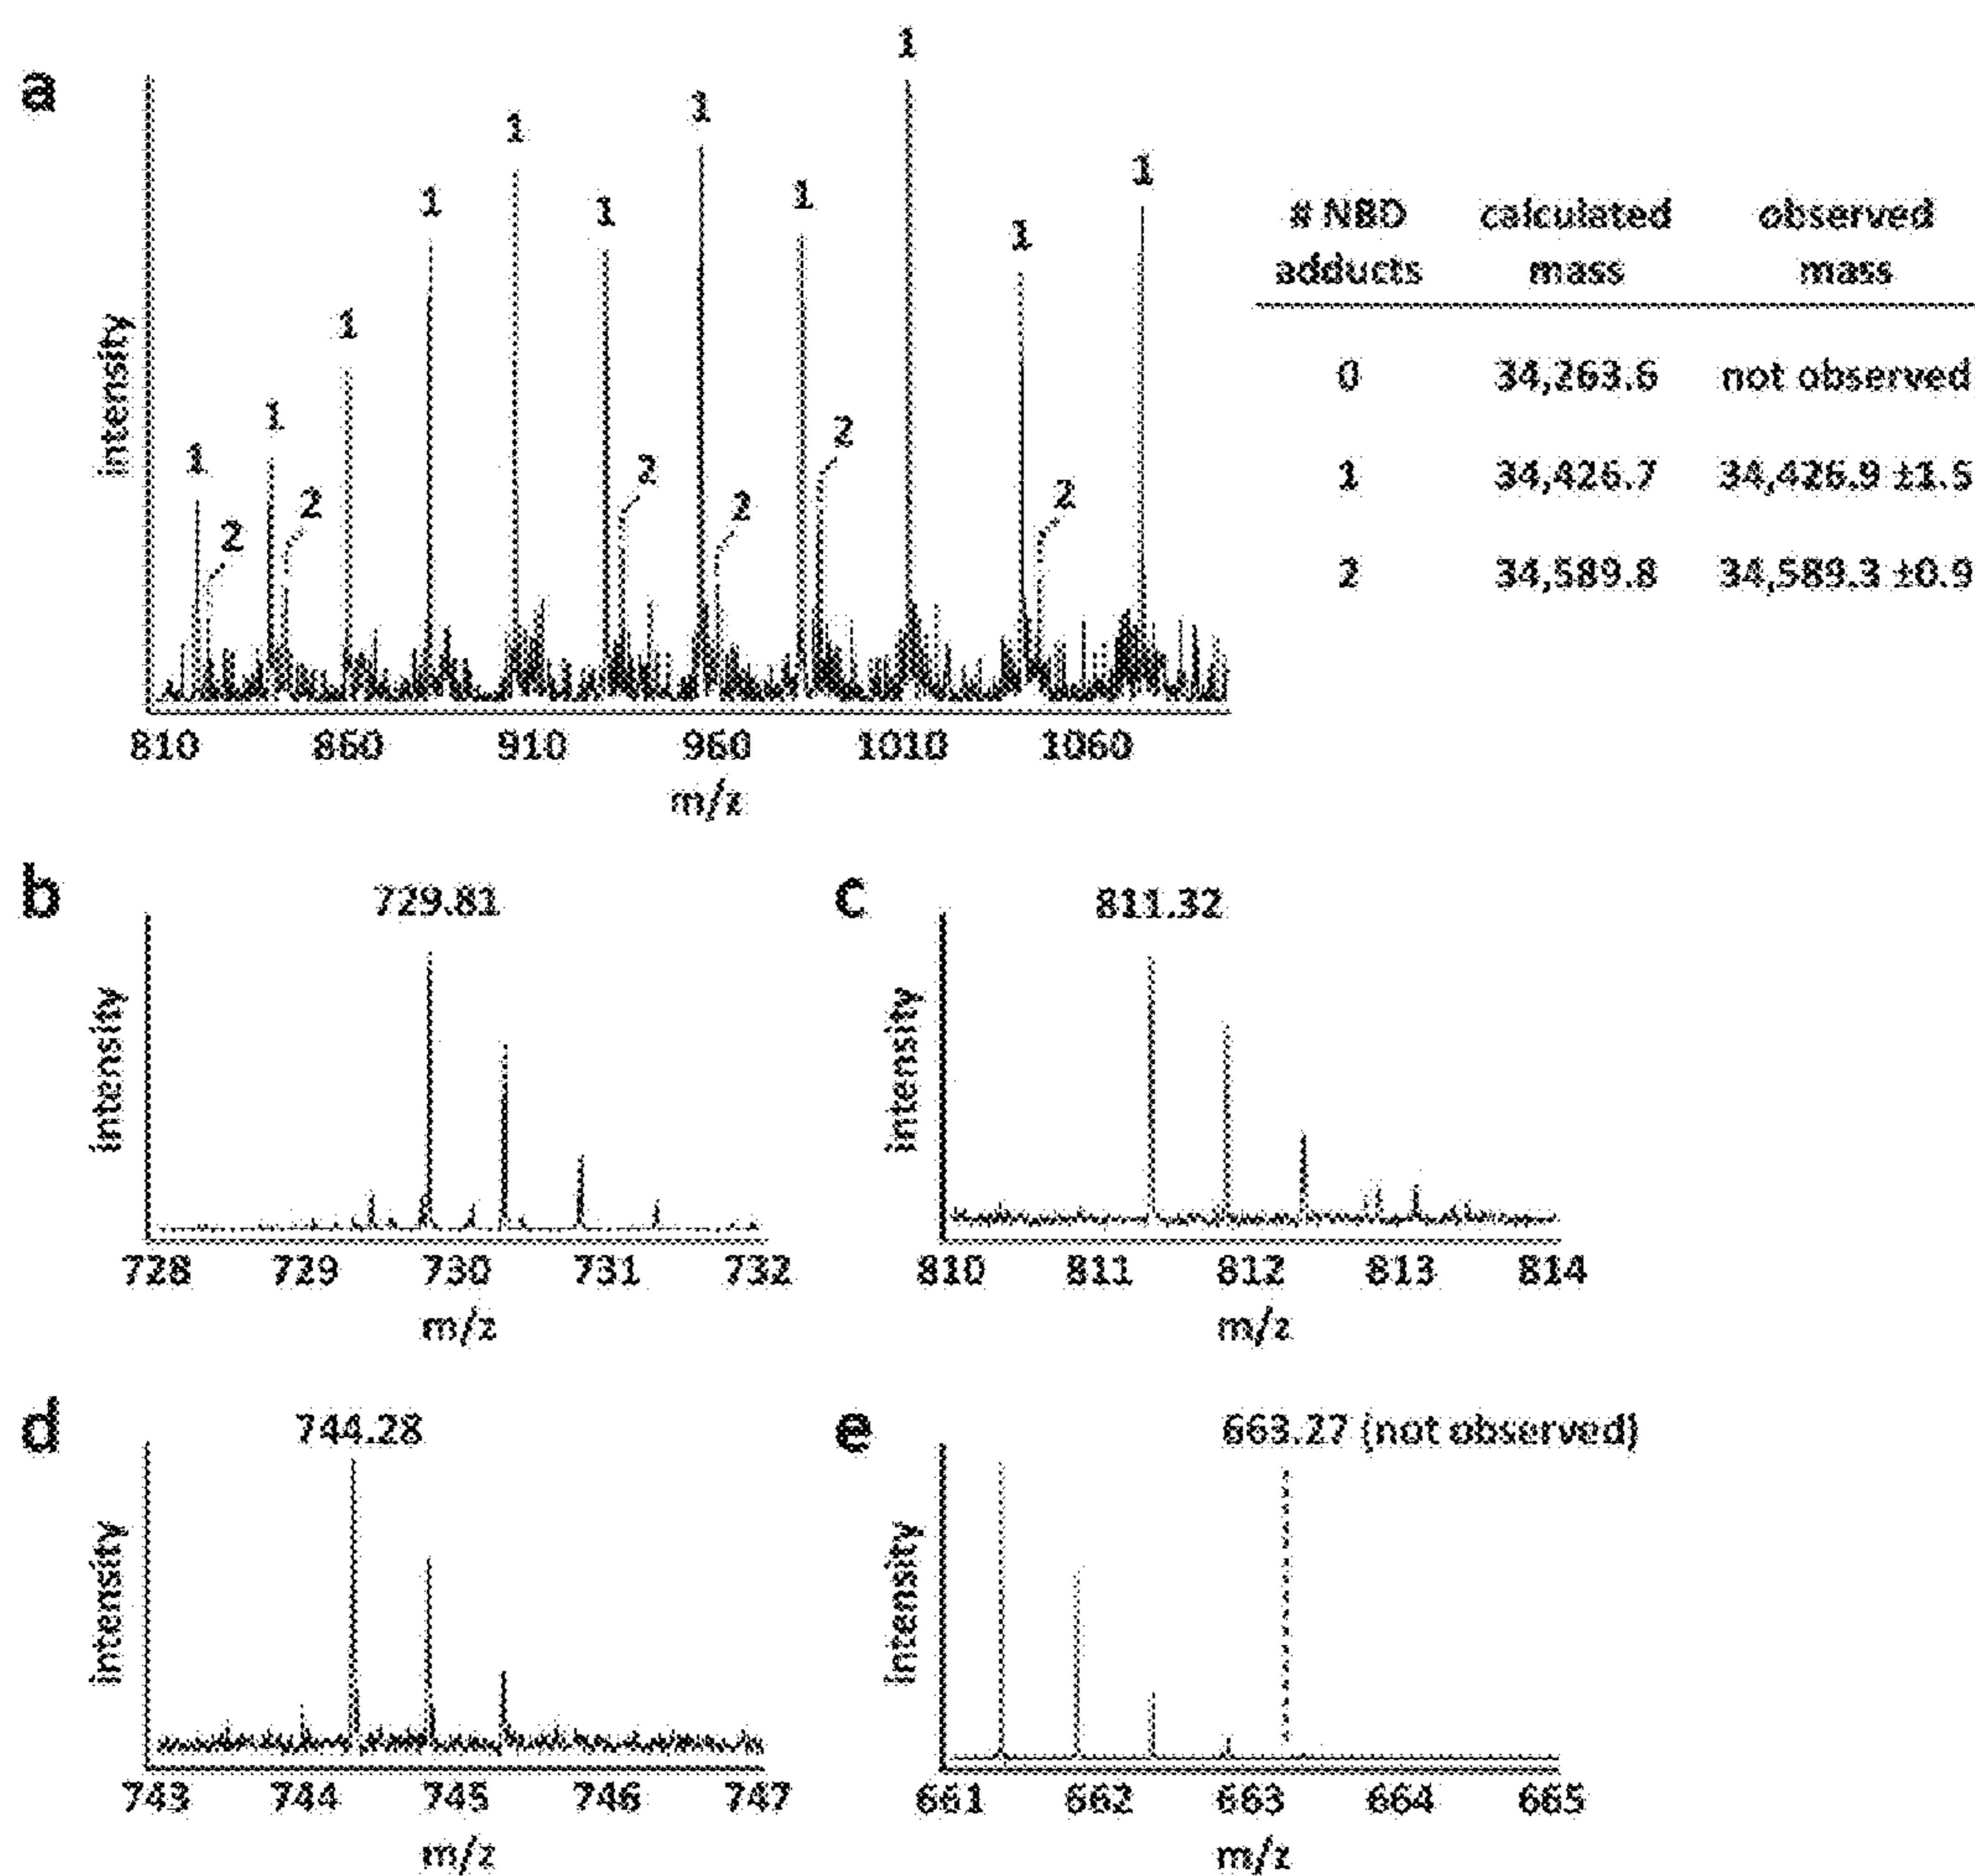 a
1
1
1
1
1
1
1
1
1
1
1
2
2
2
2
2
2
intensity
810 860 910 960 1010 1060
m/z
# NBD calculated observed
adducts mass mass
0 34,263.6 not observed
1 34,426.7 34,426.9 ±1.5
2 34,589.8 34,589.3 ±0.9
b
729.81
intensity
728 729 730 731 732
m/z
c
811.32
intensity
810 811 812 813 814
m/z
d
744.28
intensity
743 744 745 746 747
m/z
e
663.27 (not observed)
intensity
661 662 663 664 665
m/z